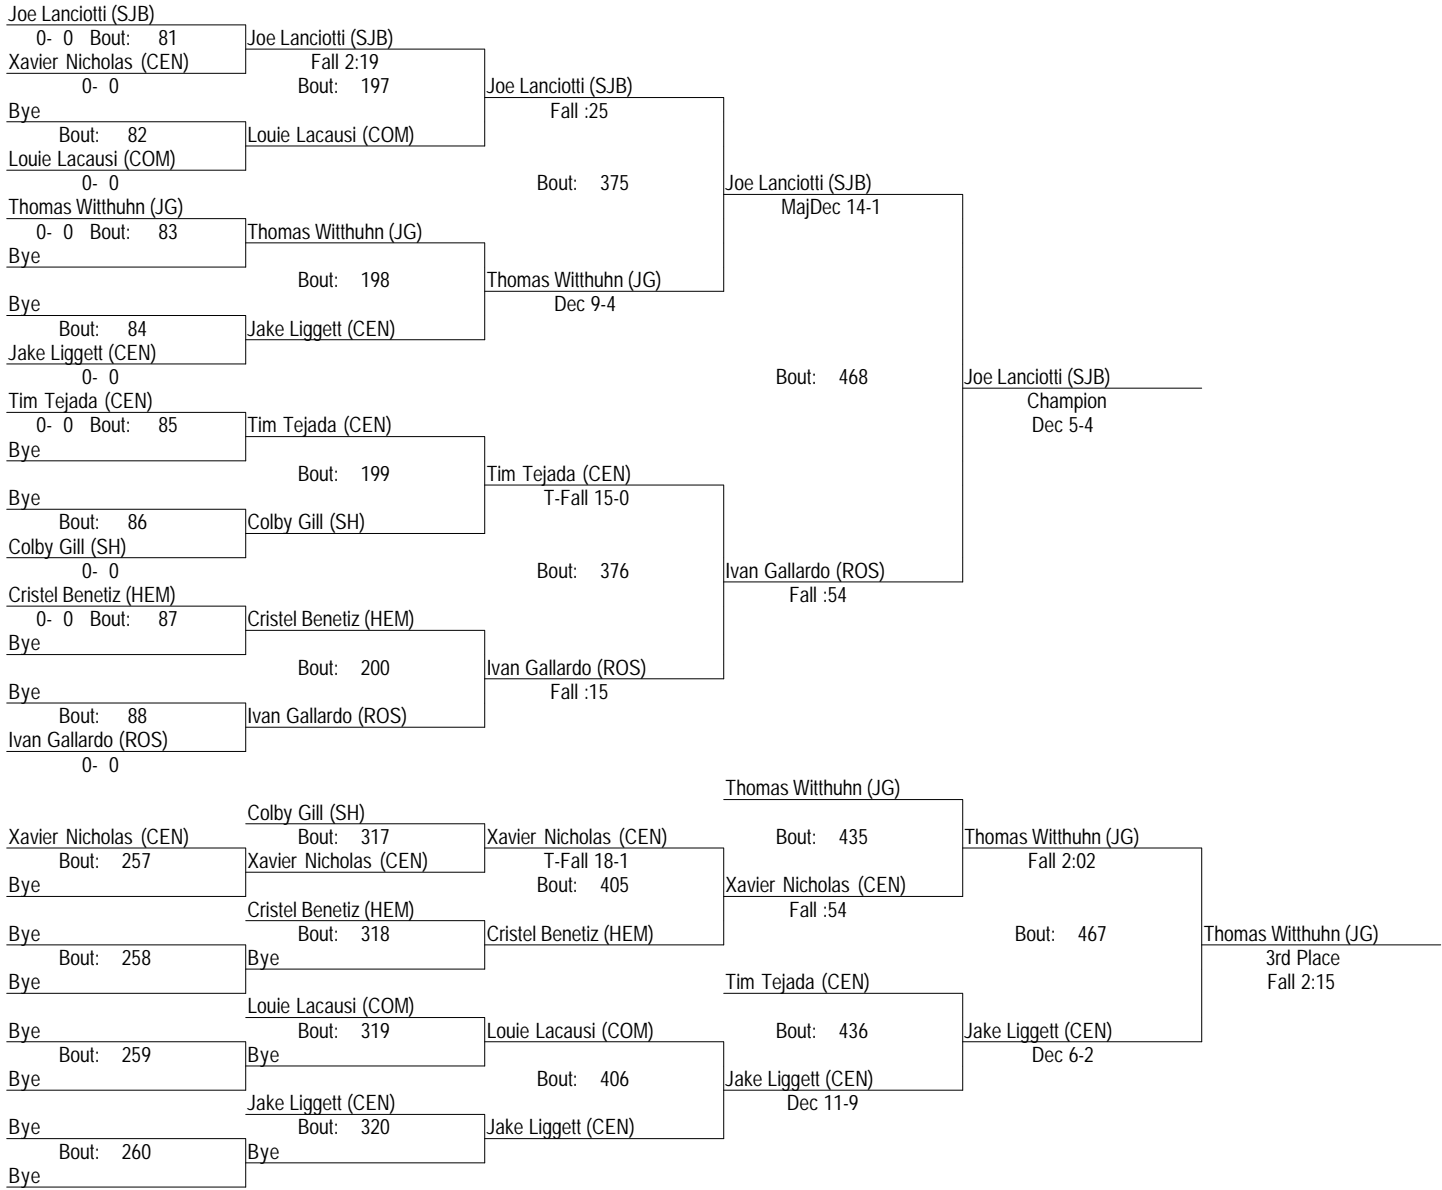 Joe Lanciotti (SJB)
0- 0 Bout: 81 Joe Lanciotti (SJB)
Xavier Nicholas (CEN) Fall 2:19
0- 0 Bout: 197 Joe Lanciotti (SJB)
Bye Fall :25
Bout: 82 Louie Lacausi (COM)
Louie Lacausi (COM)
0- 0 Bout: 375 Joe Lanciotti (SJB)
Thomas Witthuhn (JG) MajDec 14-1
0- 0 Bout: 83 Thomas Witthuhn (JG)
Bye
Bout: 198 Thomas Witthuhn (JG)
Bye Dec 9-4
Bout: 84 Jake Liggett (CEN)
Jake Liggett (CEN)
0- 0 Bout: 468 Joe Lanciotti (SJB)
Tim Tejada (CEN) Champion
0- 0 Bout: 85 Tim Tejada (CEN) Dec 5-4
Bye
Bout: 199 Tim Tejada (CEN)
Bye T-Fall 15-0
Bout: 86 Colby Gill (SH)
Colby Gill (SH)
0- 0 Bout: 376 Ivan Gallardo (ROS)
Cristel Benetiz (HEM) Fall :54
0- 0 Bout: 87 Cristel Benetiz (HEM)
Bye
Bout: 200 Ivan Gallardo (ROS)
Bye Fall :15
Bout: 88 Ivan Gallardo (ROS)
Ivan Gallardo (ROS)
0- 0
Thomas Witthuhn (JG)
Colby Gill (SH)
Xavier Nicholas (CEN) Bout: 317 Xavier Nicholas (CEN) Bout: 435 Thomas Witthuhn (JG)
Bout: 257 Xavier Nicholas (CEN) T-Fall 18-1 Fall 2:02
Bye Bout: 405 Xavier Nicholas (CEN)
Cristel Benetiz (HEM) Fall :54
Bye Bout: 318 Cristel Benetiz (HEM) Bout: 467 Thomas Witthuhn (JG)
Bout: 258 Bye 3rd Place
Bye Tim Tejada (CEN) Fall 2:15
Louie Lacausi (COM)
Bye Bout: 319 Louie Lacausi (COM) Bout: 436 Jake Liggett (CEN)
Bout: 259 Bye Dec 6-2
Bye Bout: 406 Jake Liggett (CEN)
Jake Liggett (CEN) Dec 11-9
Bye Bout: 320 Jake Liggett (CEN)
Bout: 260 Bye
Bye